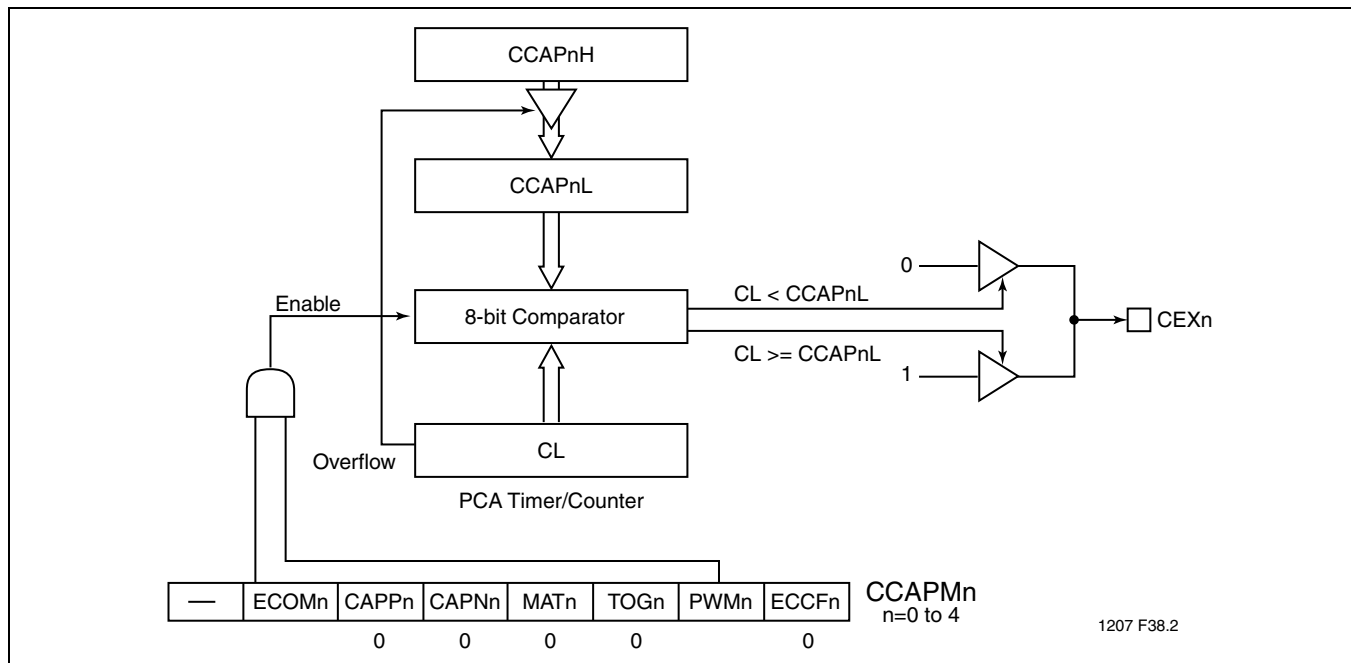 CCAPnH
CCAPnL
0
CL < CCAPnL
Enable
8-bit Comparator
CEXn
CL >= CCAPnL
1
CL
Overflow
PCA Timer/Counter
— ECOMn CAPPn CAPNn MATn TOGn PWMn ECCFn CCAPMn
n=0 to 4
0 0 0 0 0
1207 F38.2